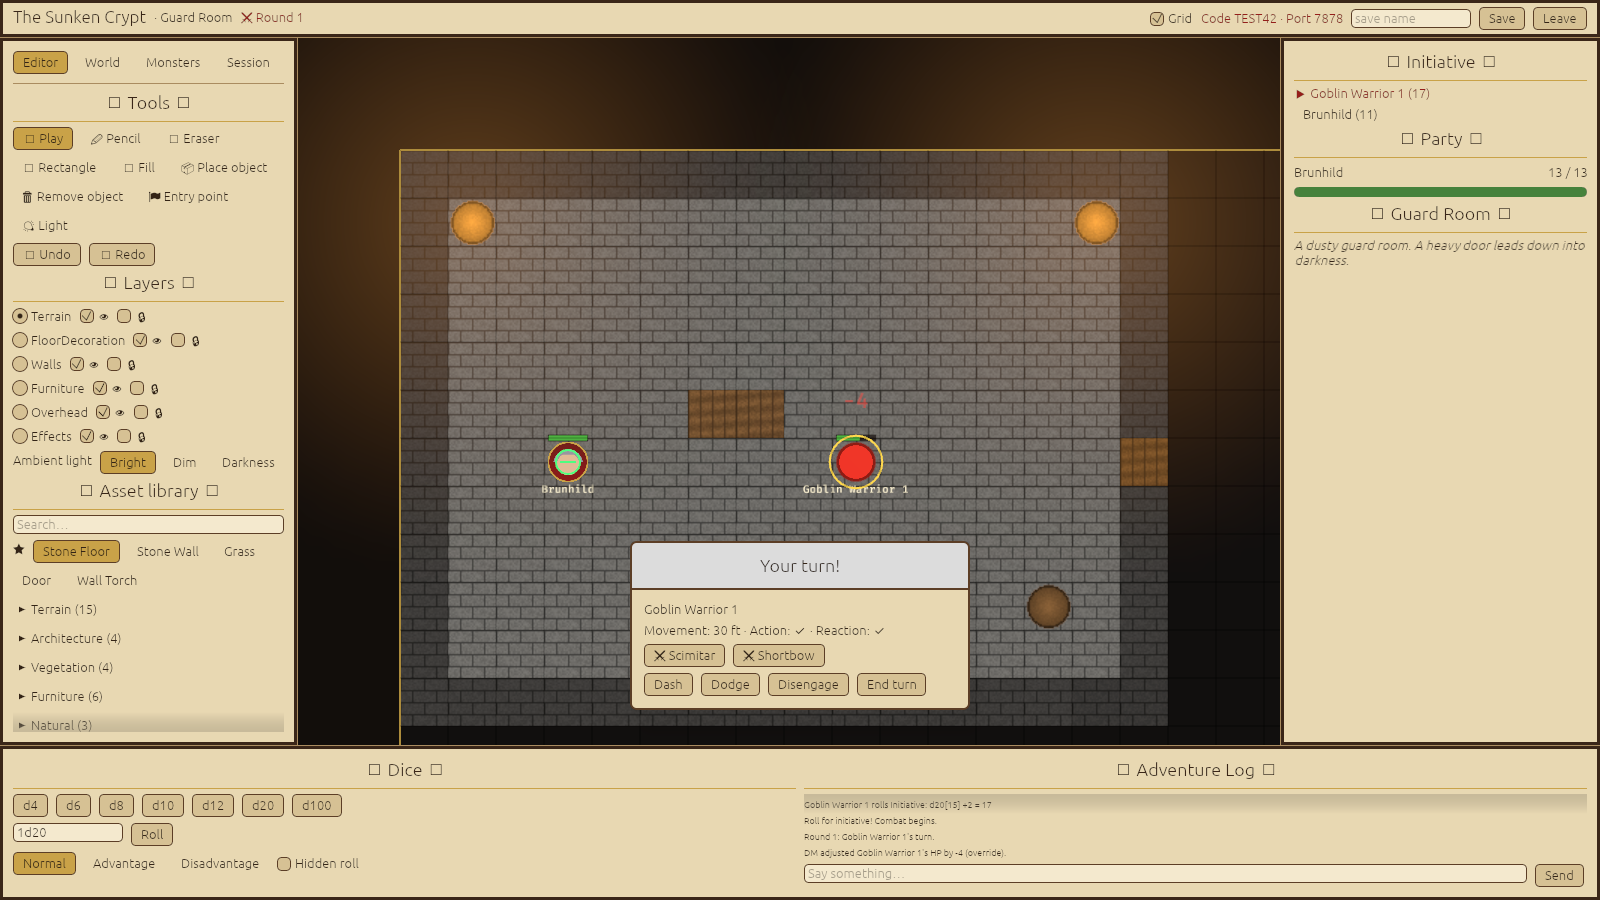 The Sunken Crypt · Guard Room Round 1
Grid Code TEST42 · Port 7878 save name Save Leave
Editor World Monsters Session
Tools
Play Pencil Eraser
Rectangle Fill Place object
Remove object Entry point
Light
Undo Redo
Layers
Terrain
FloorDecoration
Walls
Furniture
Overhead
Effects
Ambient light Bright Dim Darkness
Asset library
Search...
Stone Floor Stone Wall Grass
Door Wall Torch
Terrain (15)
Architecture (4)
Vegetation (4)
Furniture (6)
Natural (3)
-4
Brunhild
Goblin Warrior 1
Your turn!
Goblin Warrior 1
Movement: 30 ft · Action: ✓ · Reaction: ✓
Scimitar Shortbow
Dash Dodge Disengage End turn
Initiative
Goblin Warrior 1 (17)
Brunhild (11)
Party
Brunhild 13 / 13
Guard Room
A dusty guard room. A heavy door leads down into
darkness.
Dice
d4 d6 d8 d10 d12 d20 d100
1d20 Roll
Normal Advantage Disadvantage Hidden roll
Adventure Log
Goblin Warrior 1 rolls Initiative: d20[15] +2 = 17
Roll for initiative! Combat begins.
Round 1: Goblin Warrior 1's turn.
DM adjusted Goblin Warrior 1's HP by -4 (override).
Say something... Send